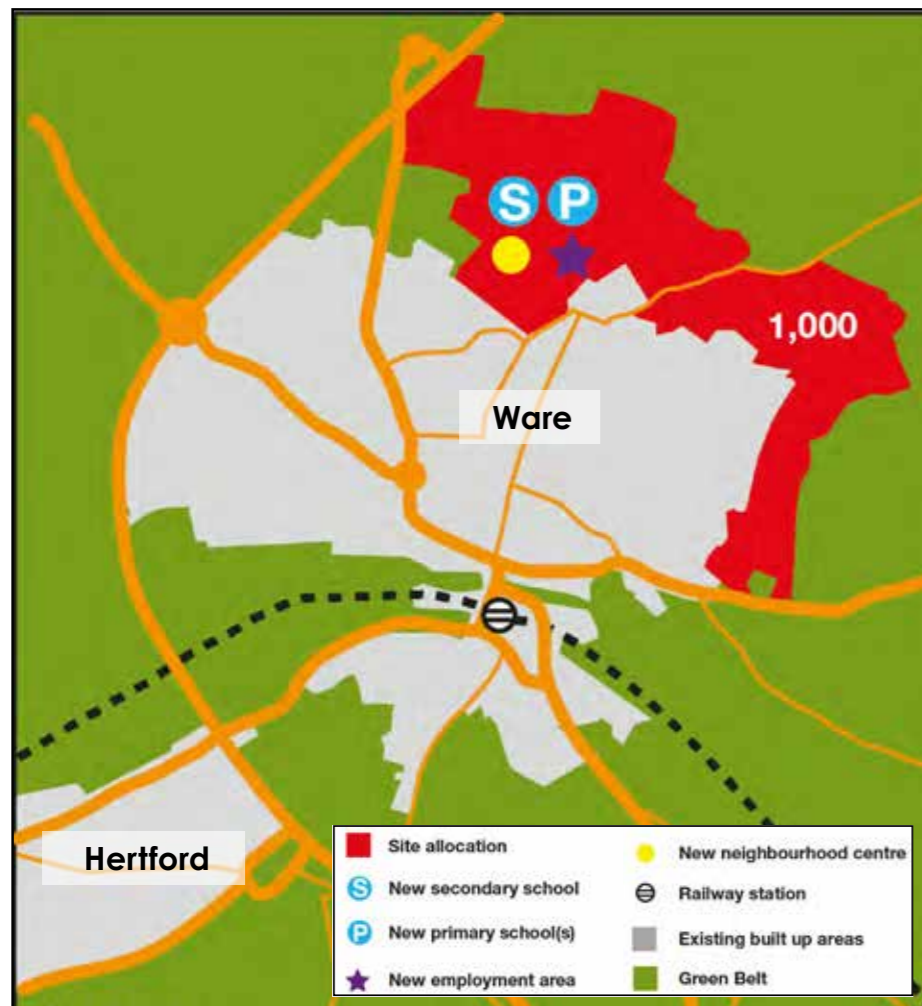 S P
1,000
Ware
Hertford
Site allocation
New neighbourhood centre
S New secondary school
Railway station
P New primary school(s)
Existing built up areas
New employment area
Green Belt